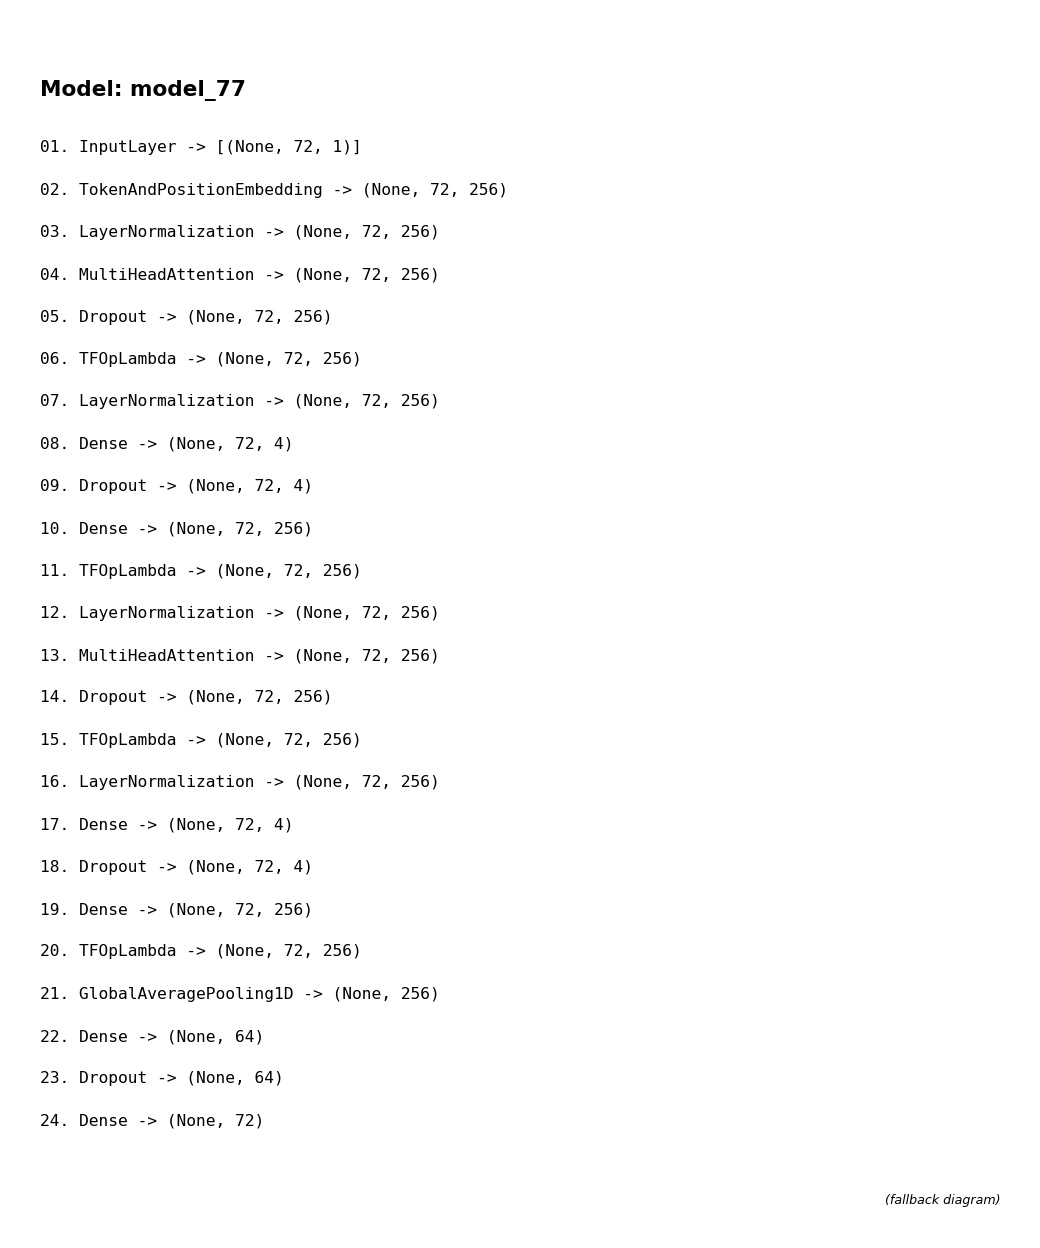 Model: model_77
01. InputLayer -> [(None, 72, 1)]
02. TokenAndPositionEmbedding -> (None, 72, 256)
03. LayerNormalization -> (None, 72, 256)
04. MultiHeadAttention -> (None, 72, 256)
05. Dropout -> (None, 72, 256)
06. TFOpLambda -> (None, 72, 256)
07. LayerNormalization -> (None, 72, 256)
08. Dense -> (None, 72, 4)
09. Dropout -> (None, 72, 4)
10. Dense -> (None, 72, 256)
11. TFOpLambda -> (None, 72, 256)
12. LayerNormalization -> (None, 72, 256)
13. MultiHeadAttention -> (None, 72, 256)
14. Dropout -> (None, 72, 256)
15. TFOpLambda -> (None, 72, 256)
16. LayerNormalization -> (None, 72, 256)
17. Dense -> (None, 72, 4)
18. Dropout -> (None, 72, 4)
19. Dense -> (None, 72, 256)
20. TFOpLambda -> (None, 72, 256)
21. GlobalAveragePooling1D -> (None, 256)
22. Dense -> (None, 64)
23. Dropout -> (None, 64)
24. Dense -> (None, 72)
(fallback diagram)